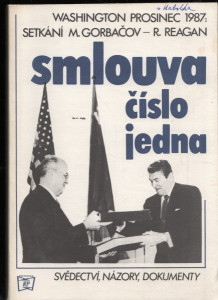 WASHINGTON PROSINEC 1987:
SETKÁNÍ M. GORBAČOV – R. REAGAN
smlouva
číslo
jedna
SVĚDECTVÍ, NÁZORY, DOKUMENTY